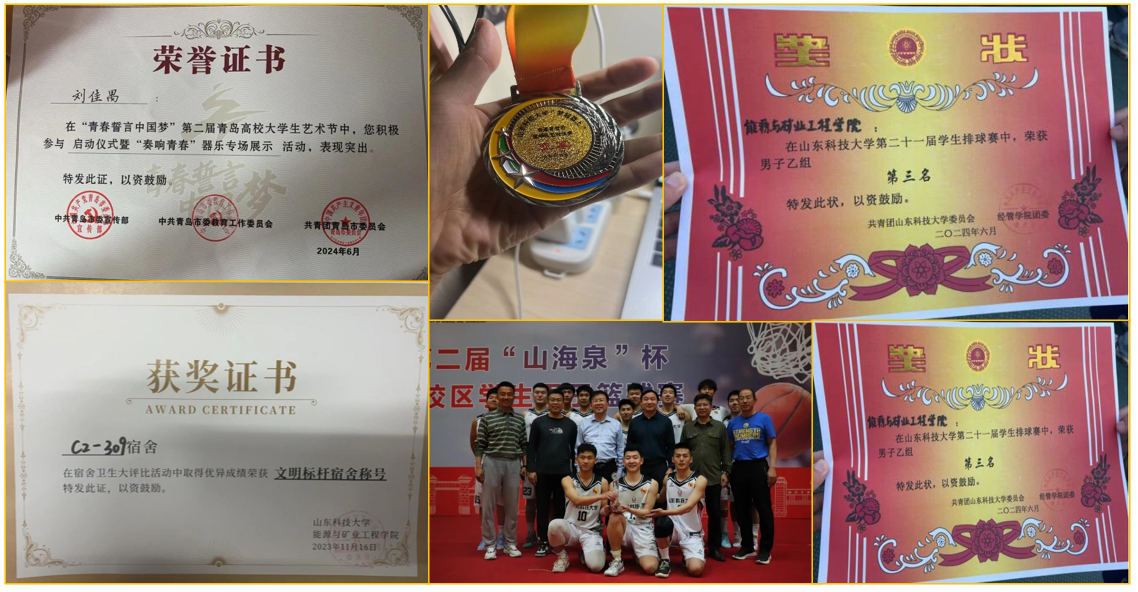 荣誉证书
刘佳禺 :
在“青春誓言中国梦”第二届青岛高校大学生艺术节中，您积极
参与 启动仪式暨“奏响青春”器乐专场展示 活动，表现突出。
特发此证，以资鼓励。
青春誓言
梦
中共青岛市委宣传部
中共青岛市委教育工作委员会
共青团青岛市委员会
宣传部
2024年6月
奖 状
能源与矿业工程学院 :
在山东科技大学第二十一届学生排球赛中，荣获
男子乙组
第三名
特发此状，以资鼓励。
共青团山东科技大学委员会 经管学院团委
二〇二四年六月
获奖证书
AWARD CERTIFICATE
C2-309宿舍
在宿舍卫生大评比活动中取得优异成绩荣获 文明标杆宿舍称号
特发此证，以资鼓励。
山东科技大学
能源与矿业工程学院
2023年11月16日
第二届“山海泉”杯
校区学生
篮球赛
STRENGTH
NUMBERS
10
奖 状
能源与矿业工程学院 :
在山东科技大学第二十一届学生排球赛中，荣获
男子乙组
第三名
特发此状，以资鼓励。
共青团山东科技大学委员会 经管学院团委
二〇二四年六月